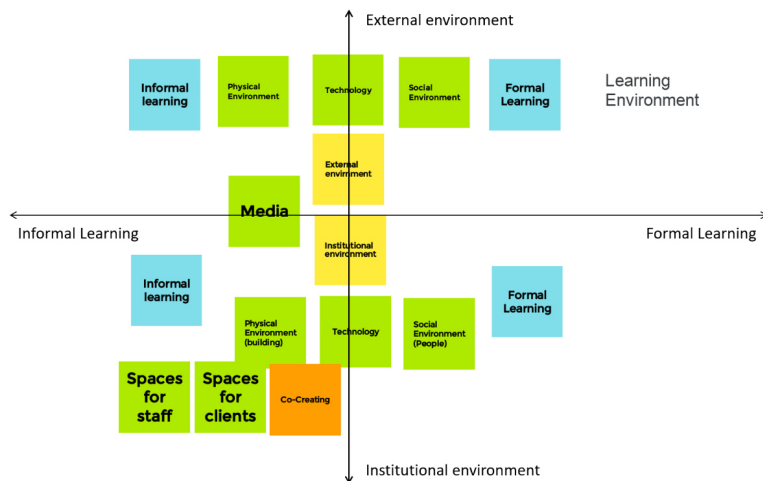 External environment
Informal
learning
Physical
Environment
Technology
Social
Environment
Formal
Learning
Learning
Environment
External
envirnment
Media
Informal Learning
Formal Learning
Institutional
environment
Informal
learning
Formal
Learning
Physical
Environment
(building)
Technology
Social
Environment
(People)
Spaces
for
staff
Spaces
for
clients
Co-Creating
Institutional environment